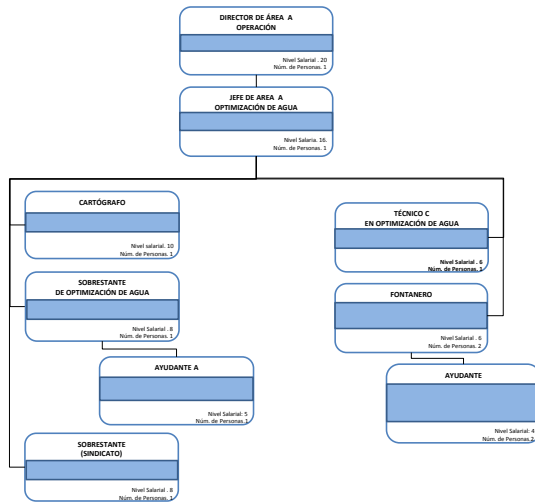 DIRECTOR DE ÁREA A
OPERACIÓN
Nivel Salarial . 20
Núm. de Personas. 1
JEFE DE AREA A
OPTIMIZACIÓN DE AGUA
Nivel Salaria. 16.
Núm. de Personas. 1
CARTÓGRAFO
Nivel salarial. 10
Núm. de Personas. 1
SOBRESTANTE
DE OPTIMIZACIÓN DE AGUA
Nivel Salarial . 8
Núm. de Personas. 1
AYUDANTE A
Nivel Salarial: 5
Núm. de Personas.1
SOBRESTANTE
(SINDICATO)
Nivel Salarial . 8
Núm. de Personas. 1
TÉCNICO C
EN OPTIMIZACIÓN DE AGUA
Nivel Salarial . 6
Núm. de Personas. 1
FONTANERO
Nivel Salarial . 6
Núm. de Personas. 2
AYUDANTE
Nivel Salarial: 4
Núm. de Personas.2